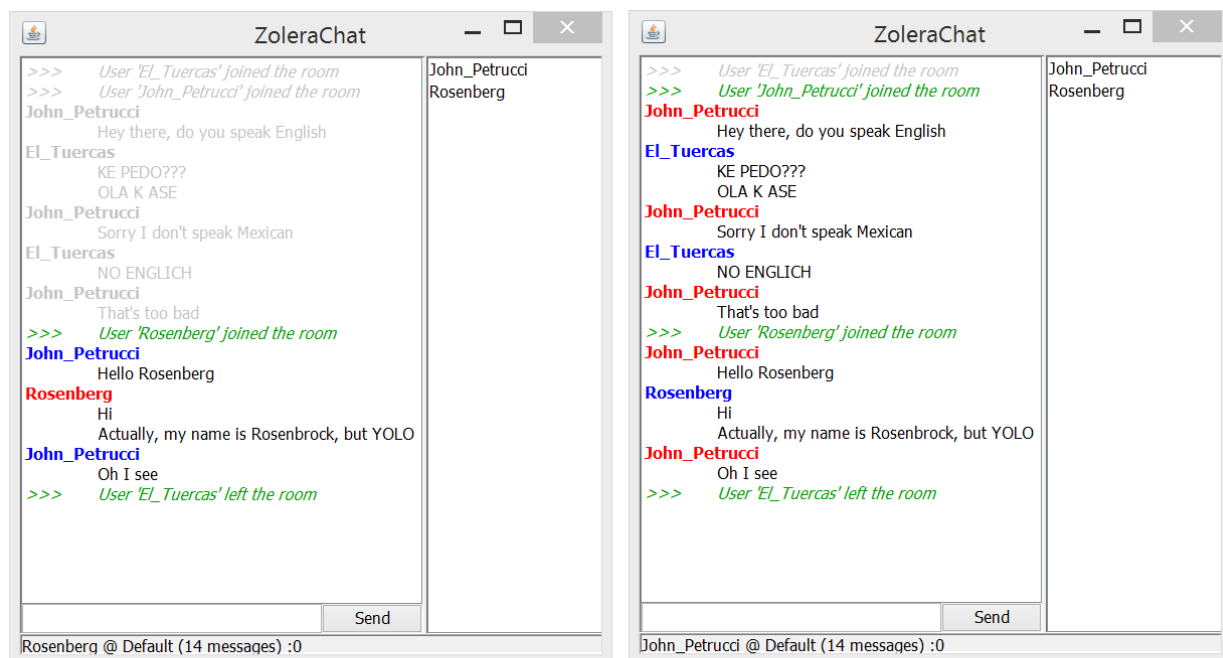 ZoleraChat
>>> User 'El_Tuercas' joined the room
>>> User 'John_Petrucci' joined the room
John_Petrucci
Hey there, do you speak English
El_Tuercas
KE PEDO???
OLA K ASE
John_Petrucci
Sorry I don't speak Mexican
El_Tuercas
NO ENGLICH
John_Petrucci
That's too bad
>>> User 'Rosenberg' joined the room
John_Petrucci
Hello Rosenberg
Rosenberg
Hi
Actually, my name is Rosenbrock, but YOLO
John_Petrucci
Oh I see
>>> User 'El_Tuercas' left the room
John_Petrucci
Rosenberg
Send
Rosenberg @ Default (14 messages) :0
ZoleraChat
>>> User 'El_Tuercas' joined the room
>>> User 'John_Petrucci' joined the room
John_Petrucci
Hey there, do you speak English
El_Tuercas
KE PEDO???
OLA K ASE
John_Petrucci
Sorry I don't speak Mexican
El_Tuercas
NO ENGLICH
John_Petrucci
That's too bad
>>> User 'Rosenberg' joined the room
John_Petrucci
Hello Rosenberg
Rosenberg
Hi
Actually, my name is Rosenbrock, but YOLO
John_Petrucci
Oh I see
>>> User 'El_Tuercas' left the room
John_Petrucci
Rosenberg
Send
John_Petrucci @ Default (14 messages) :0